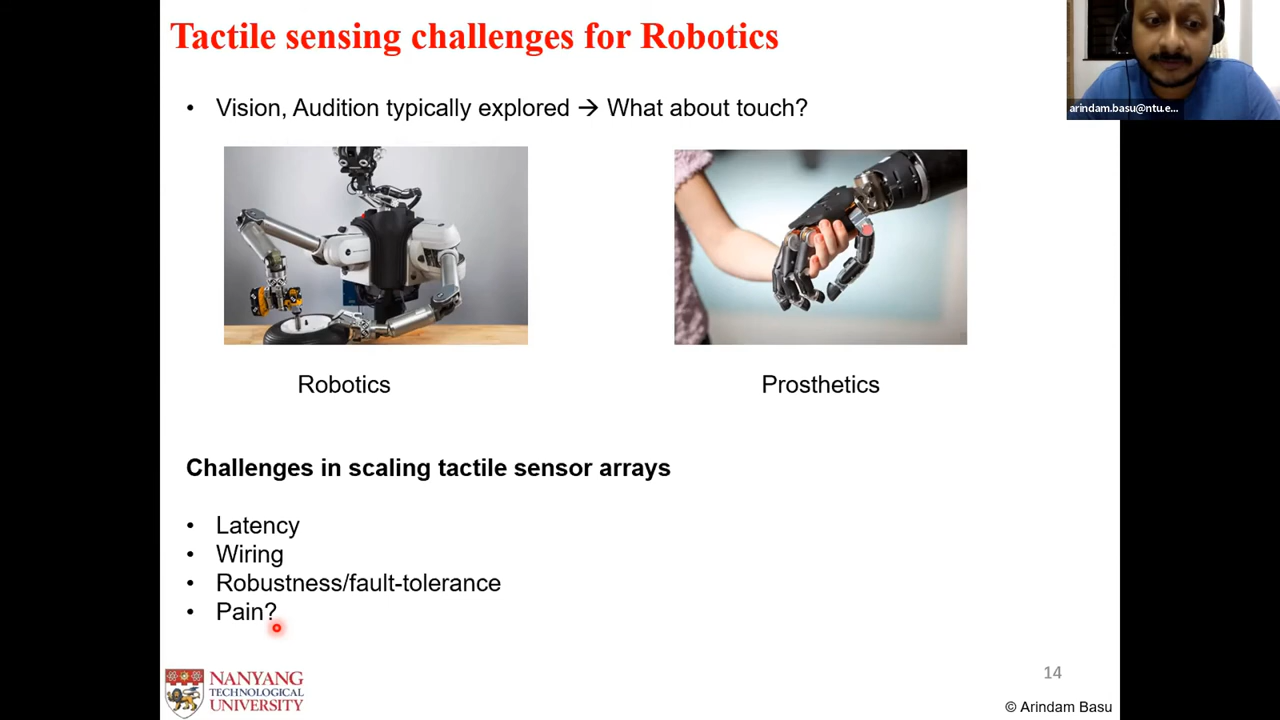 Tactile sensing challenges for Robotics
arindam.basu@ntu.e...
• Vision, Audition typically explored → What about touch?
Robotics
Prosthetics
Challenges in scaling tactile sensor arrays
• Latency
• Wiring
• Robustness/fault-tolerance
• Pain?
NANYANG
TECHNOLOGICAL
UNIVERSITY
14
© Arindam Basu